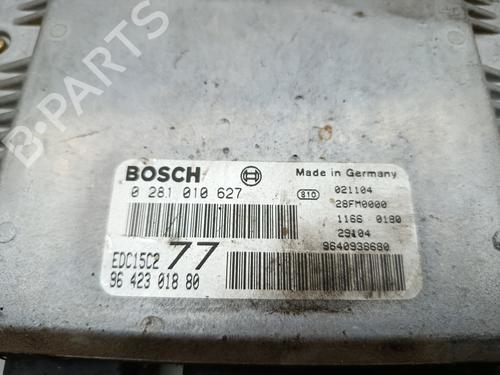 B-PARTS
BOSCH
Made in Germany
0 281 010 627
810
021104
28FM0000
1166 0180
29104
9640938680
EDC15C2
77
96 423 018 80